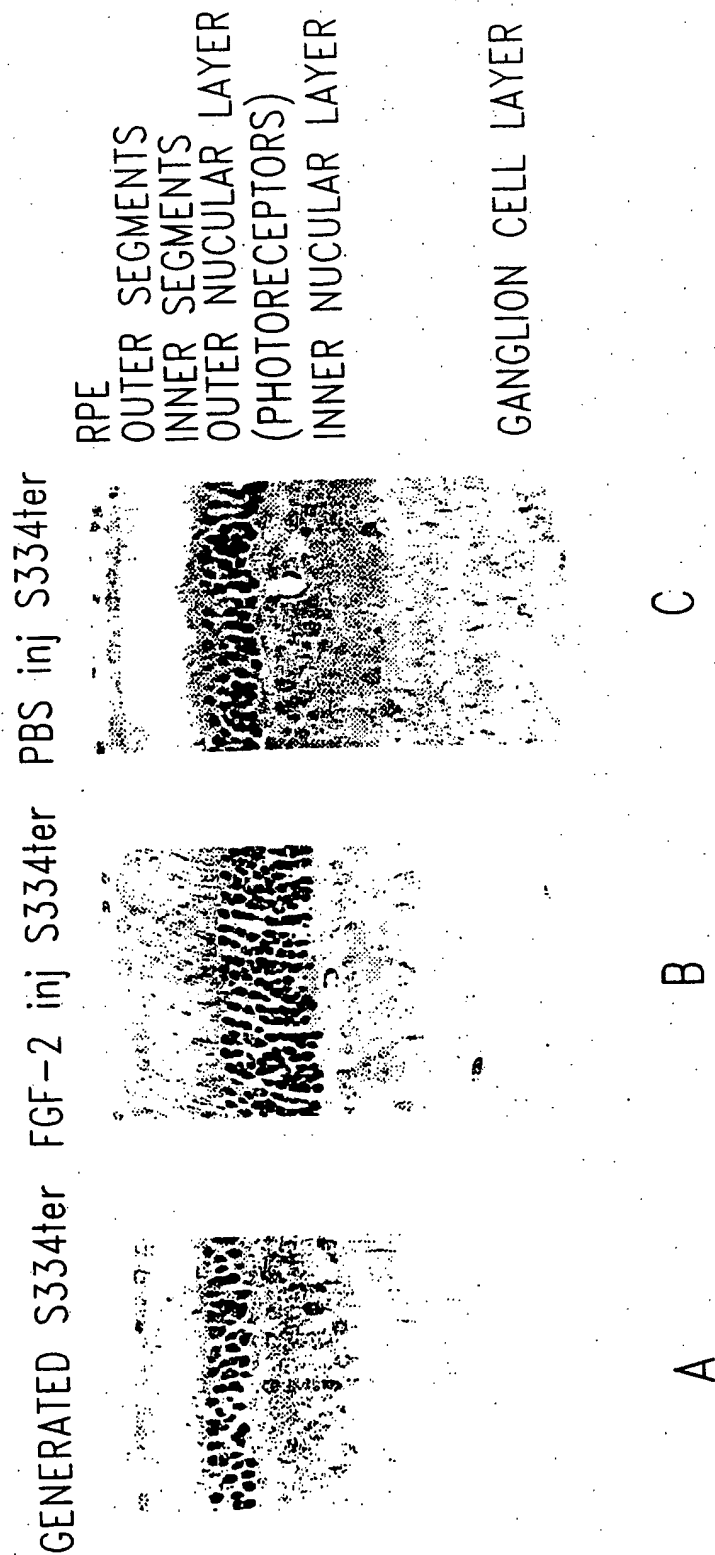 GENERATED S334ter FGF-2 inj S334ter PBS inj S334ter
RPE
OUTER SEGMENTS
INNER SEGMENTS
OUTER NUCULAR LAYER
(PHOTORECEPTORS)
INNER NUCULAR LAYER
GANGLION CELL LAYER
A B C